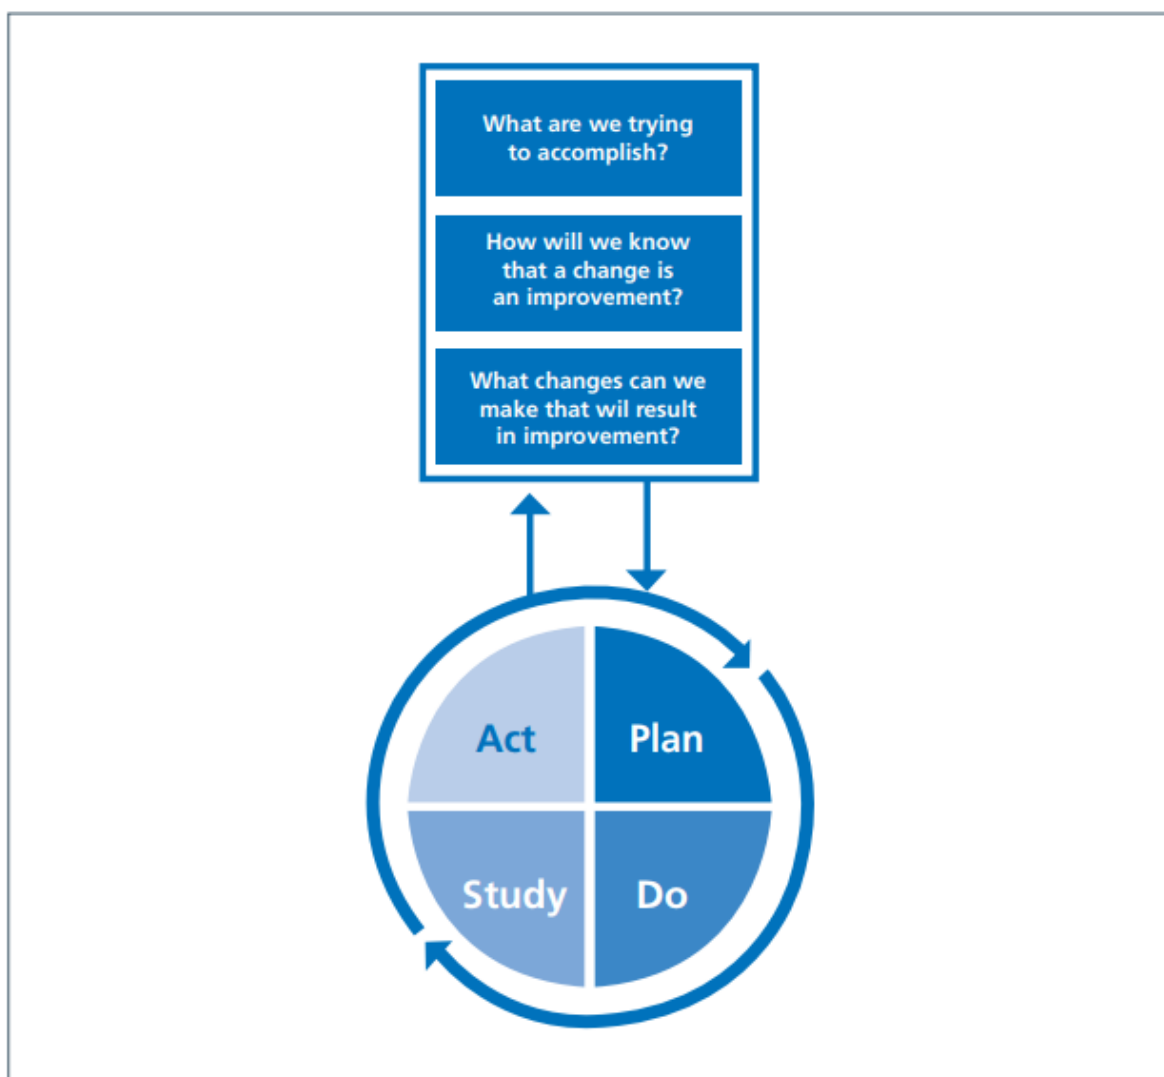 What are we trying
to accomplish?
How will we know
that a change is
an improvement?
What changes can we
make that wil result
in improvement?
Act
Plan
Study
Do